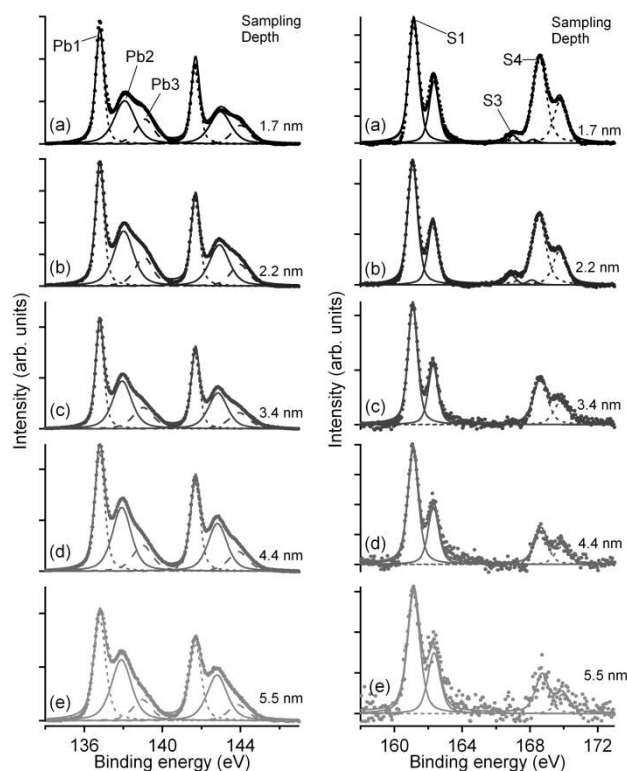 Sampling
Depth
Pb1
Pb2
Pb3
(a)
1.7 nm
(b)
2.2 nm
(c)
3.4 nm
(d)
4.4 nm
(e)
5.5 nm
Intensity (arb. units)
136
140
144
Binding energy (eV)
Sampling
Depth
S1
S4
S3
(a)
1.7 nm
(b)
2.2 nm
(c)
3.4 nm
(d)
4.4 nm
(e)
5.5 nm
Intensity (arb. units)
160
164
168
172
Binding energy (eV)